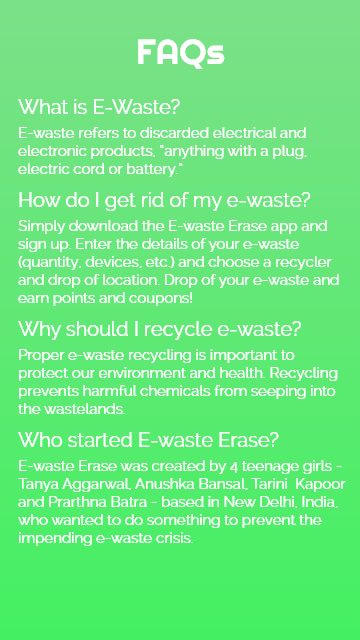 FAQs
What is E-Waste?
E-waste refers to discarded electrical and
electronic products, "anything with a plug,
electric cord or battery."
How do I get rid of my e-waste?
Simply download the E-waste Erase app and
sign up. Enter the details of your e-waste
(quantity, devices, etc.) and choose a recycler
and drop of location. Drop of your e-waste and
earn points and coupons!
Why should I recycle e-waste?
Proper e-waste recycling is important to
protect our environment and health. Recycling
prevents harmful chemicals from seeping into
the wastelands.
Who started E-waste Erase?
E-waste Erase was created by 4 teenage girls -
Tanya Aggarwal, Anushka Bansal, Tarini Kapoor
and Prarthna Batra - based in New Delhi, India,
who wanted to do something to prevent the
impending e-waste crisis.